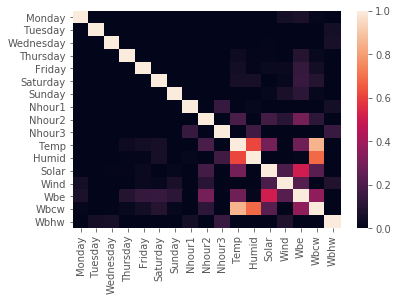 Monday
Tuesday
Wednesday
Thursday
Friday
Saturday
Sunday
Nhour1
Nhour2
Nhour3
Temp
Humid
Solar
Wind
Wbe
Wbcw
Wbhw
Monday
Tuesday
Wednesday
Thursday
Friday
Saturday
Sunday
Nhour1
Nhour2
Nhour3
Temp
Humid
Solar
Wind
Wbe
Wbcw
Wbhw
1.0
0.8
0.6
0.4
0.2
0.0